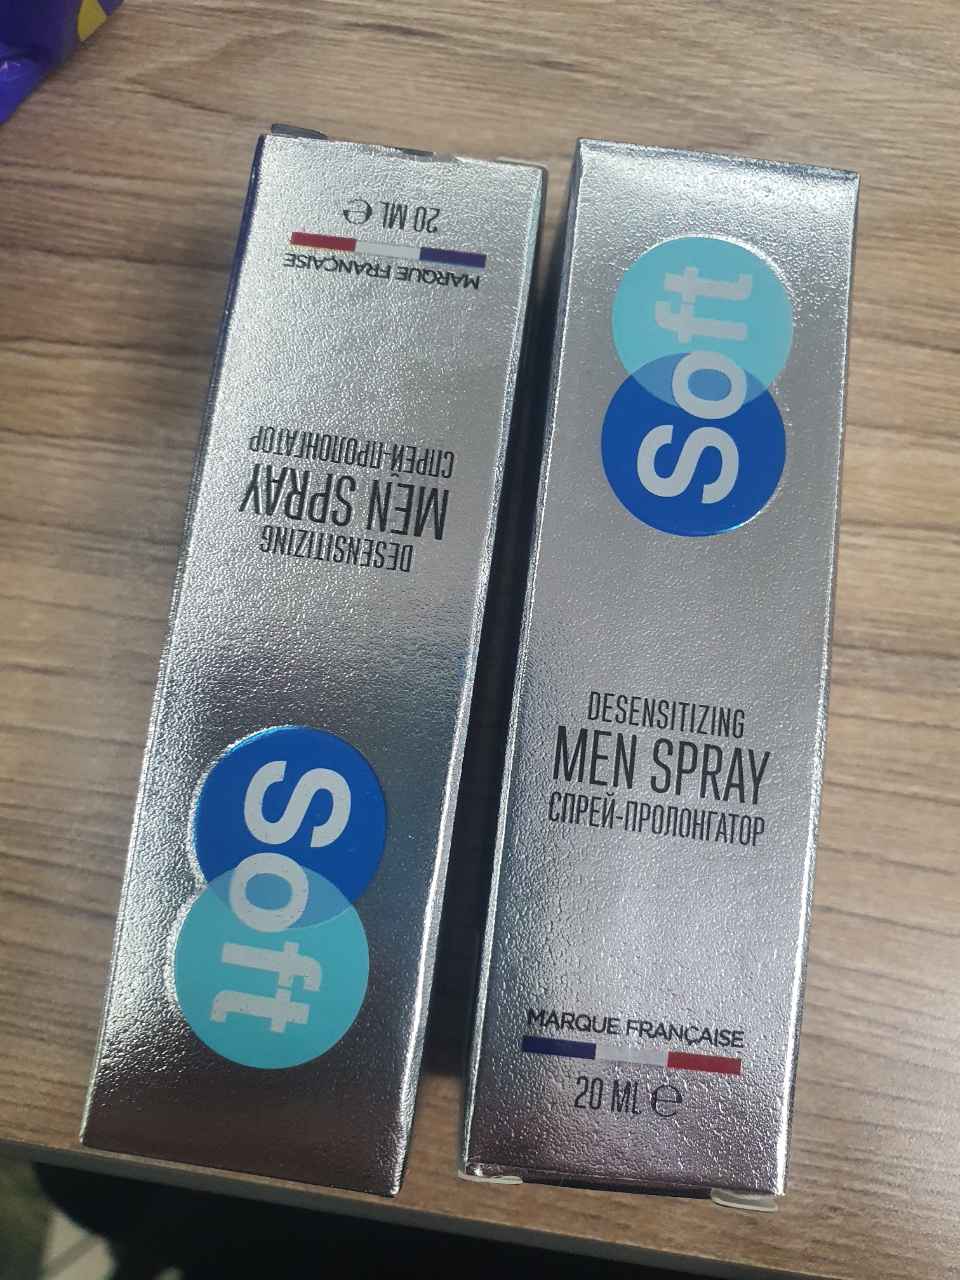 20 ML e
MARQUE FRANÇAISE
DESENSITIZING
MEN SPRAY
СПРЕЙ-ПРОЛОНГАТОР
Soft
Soft
DESENSITIZING
MEN SPRAY
СПРЕЙ-ПРОЛОНГАТОР
MARQUE FRANÇAISE
20 ML e